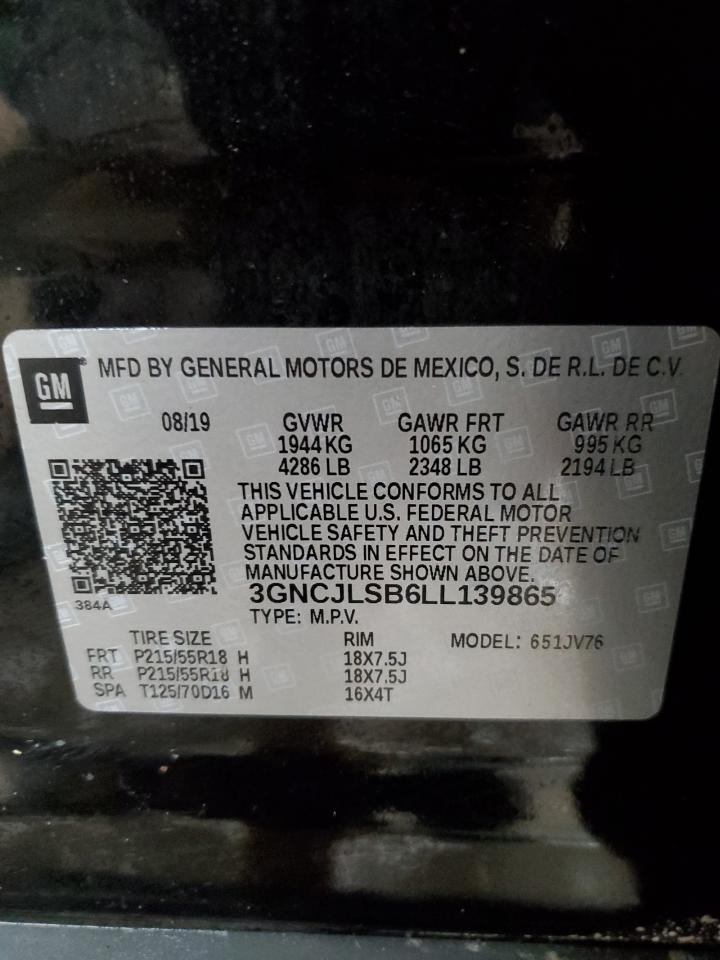 GM
MFD BY GENERAL MOTORS DE MEXICO, S. DE R.L. DE C.V.
08/19 GVWR GAWR FRT GAWR RR
1944 KG 1065 KG 995 KG
4286 LB 2348 LB 2194 LB
THIS VEHICLE CONFORMS TO ALL
APPLICABLE U.S. FEDERAL MOTOR
VEHICLE SAFETY AND THEFT PREVENTION
STANDARDS IN EFFECT ON THE DATE OF
MANUFACTURE SHOWN ABOVE.
384A
3GNCJLSB6LL139865
TYPE: M.P.V.
TIRE SIZE RIM MODEL: 651JV76
FRT P215/55R18 H 18X7.5J
RR P215/55R18 H 18X7.5J
SPA T125/70D16 M 16X4T